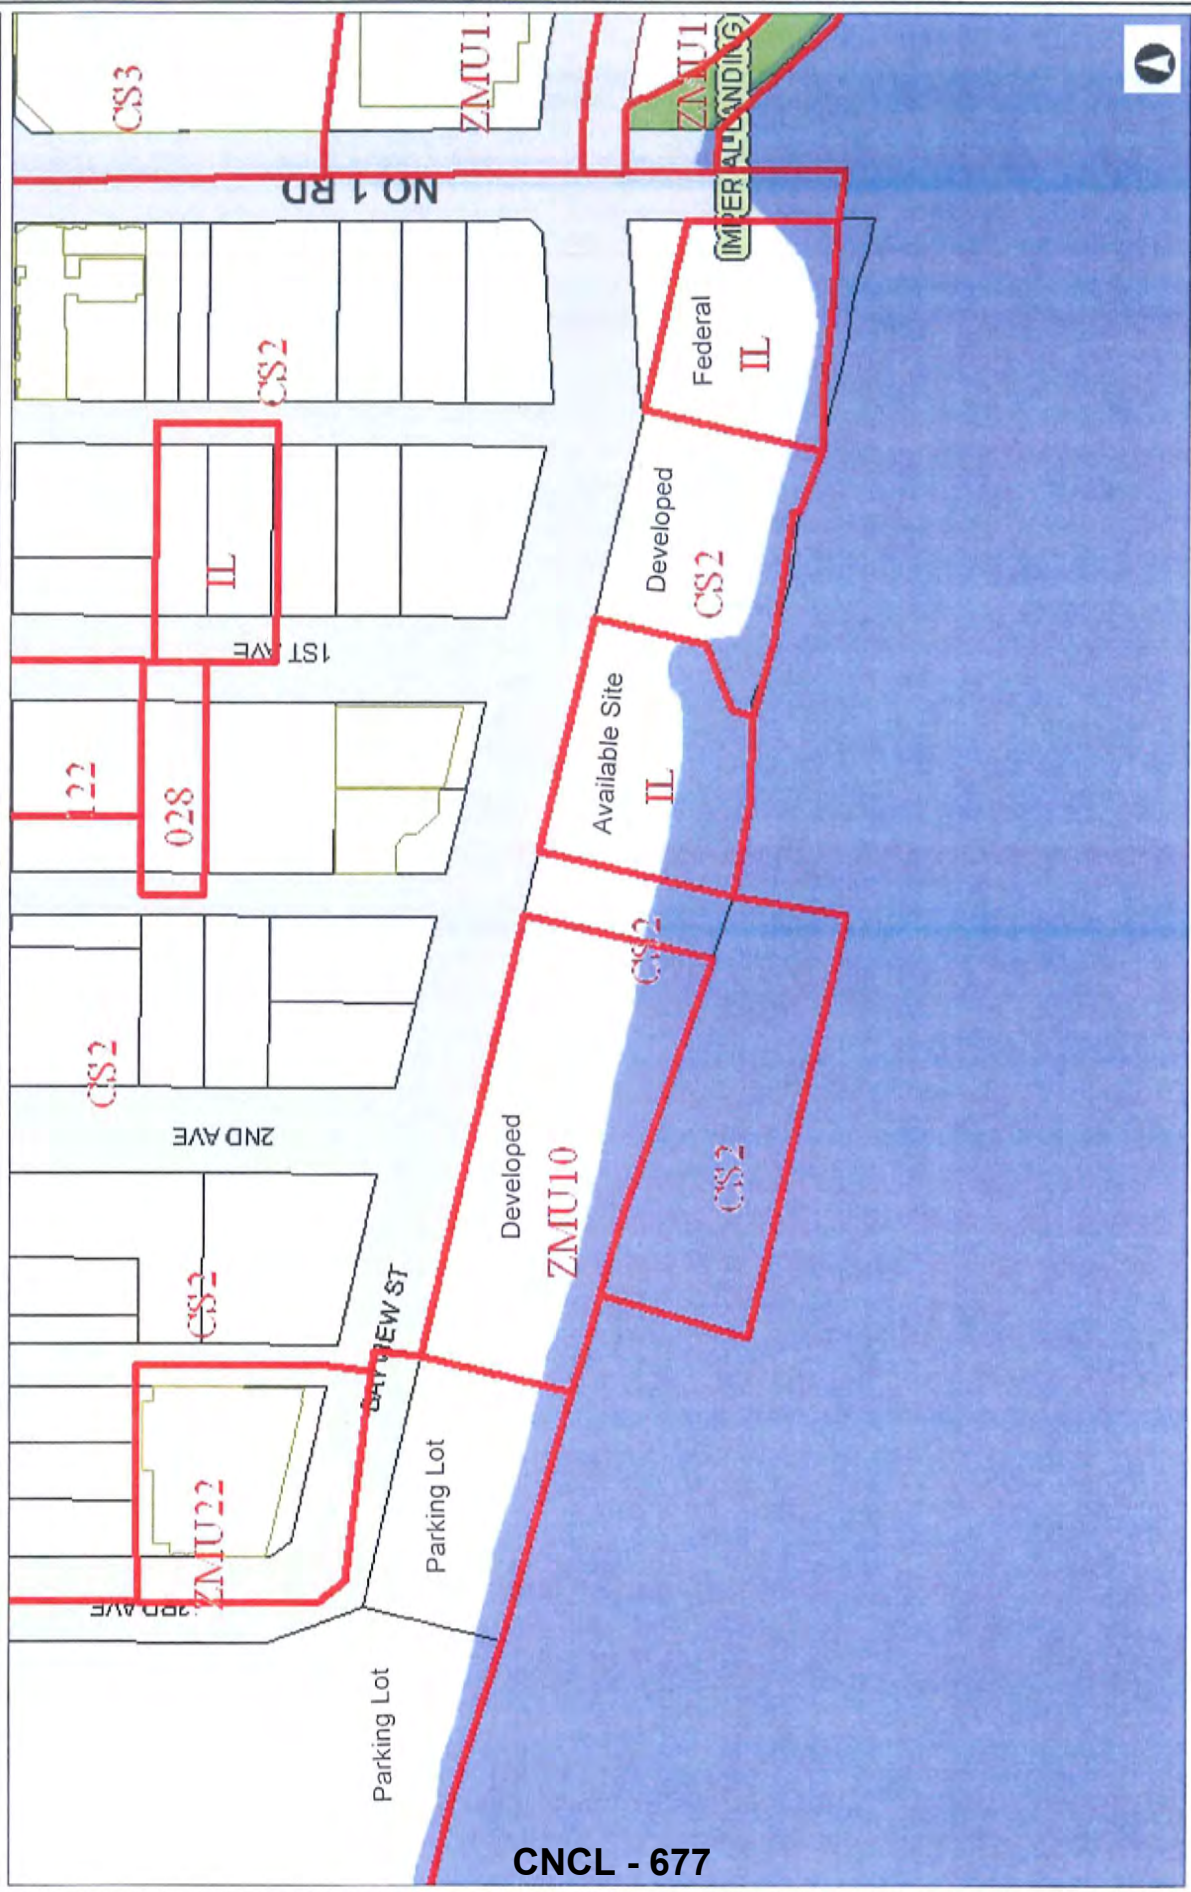 CS3
ZMU1
ZMU1
IMPERIAL LANDING
NO 1 RD
CS2
Federal
IL
Developed
CS2
IL
1ST AVE
Available Site
IL
122
028
CS2
CS2
2ND AVE
Developed
ZMU10
CS2
CS2
BAYVIEW ST
ZMU22
3RD AVE
Parking Lot
Parking Lot
CNCL - 677